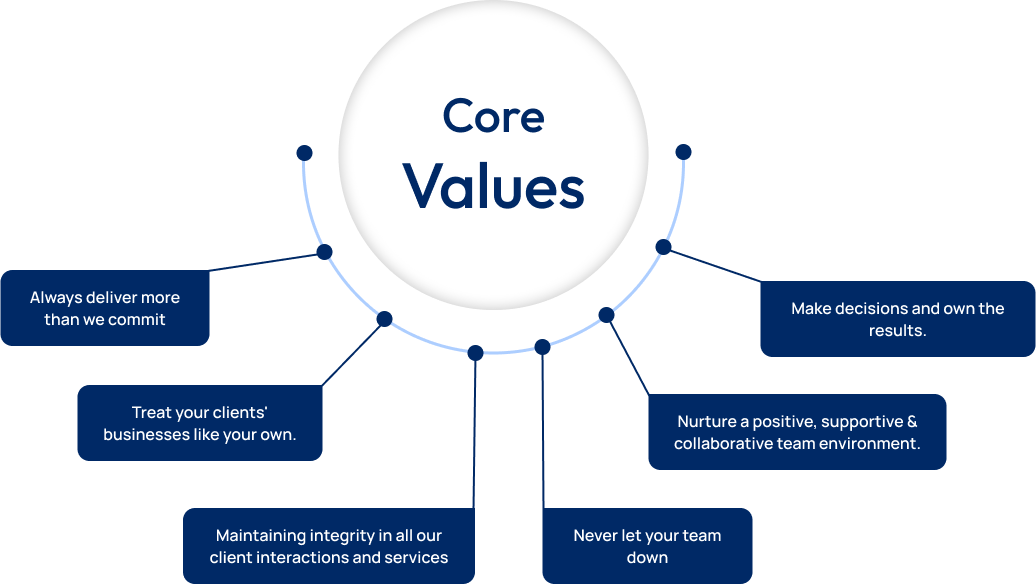 Core
Values
Always deliver more
than we commit
Treat your clients'
businesses like your own.
Maintaining integrity in all our
client interactions and services
Never let your team
down
Nurture a positive, supportive &
collaborative team environment.
Make decisions and own the
results.